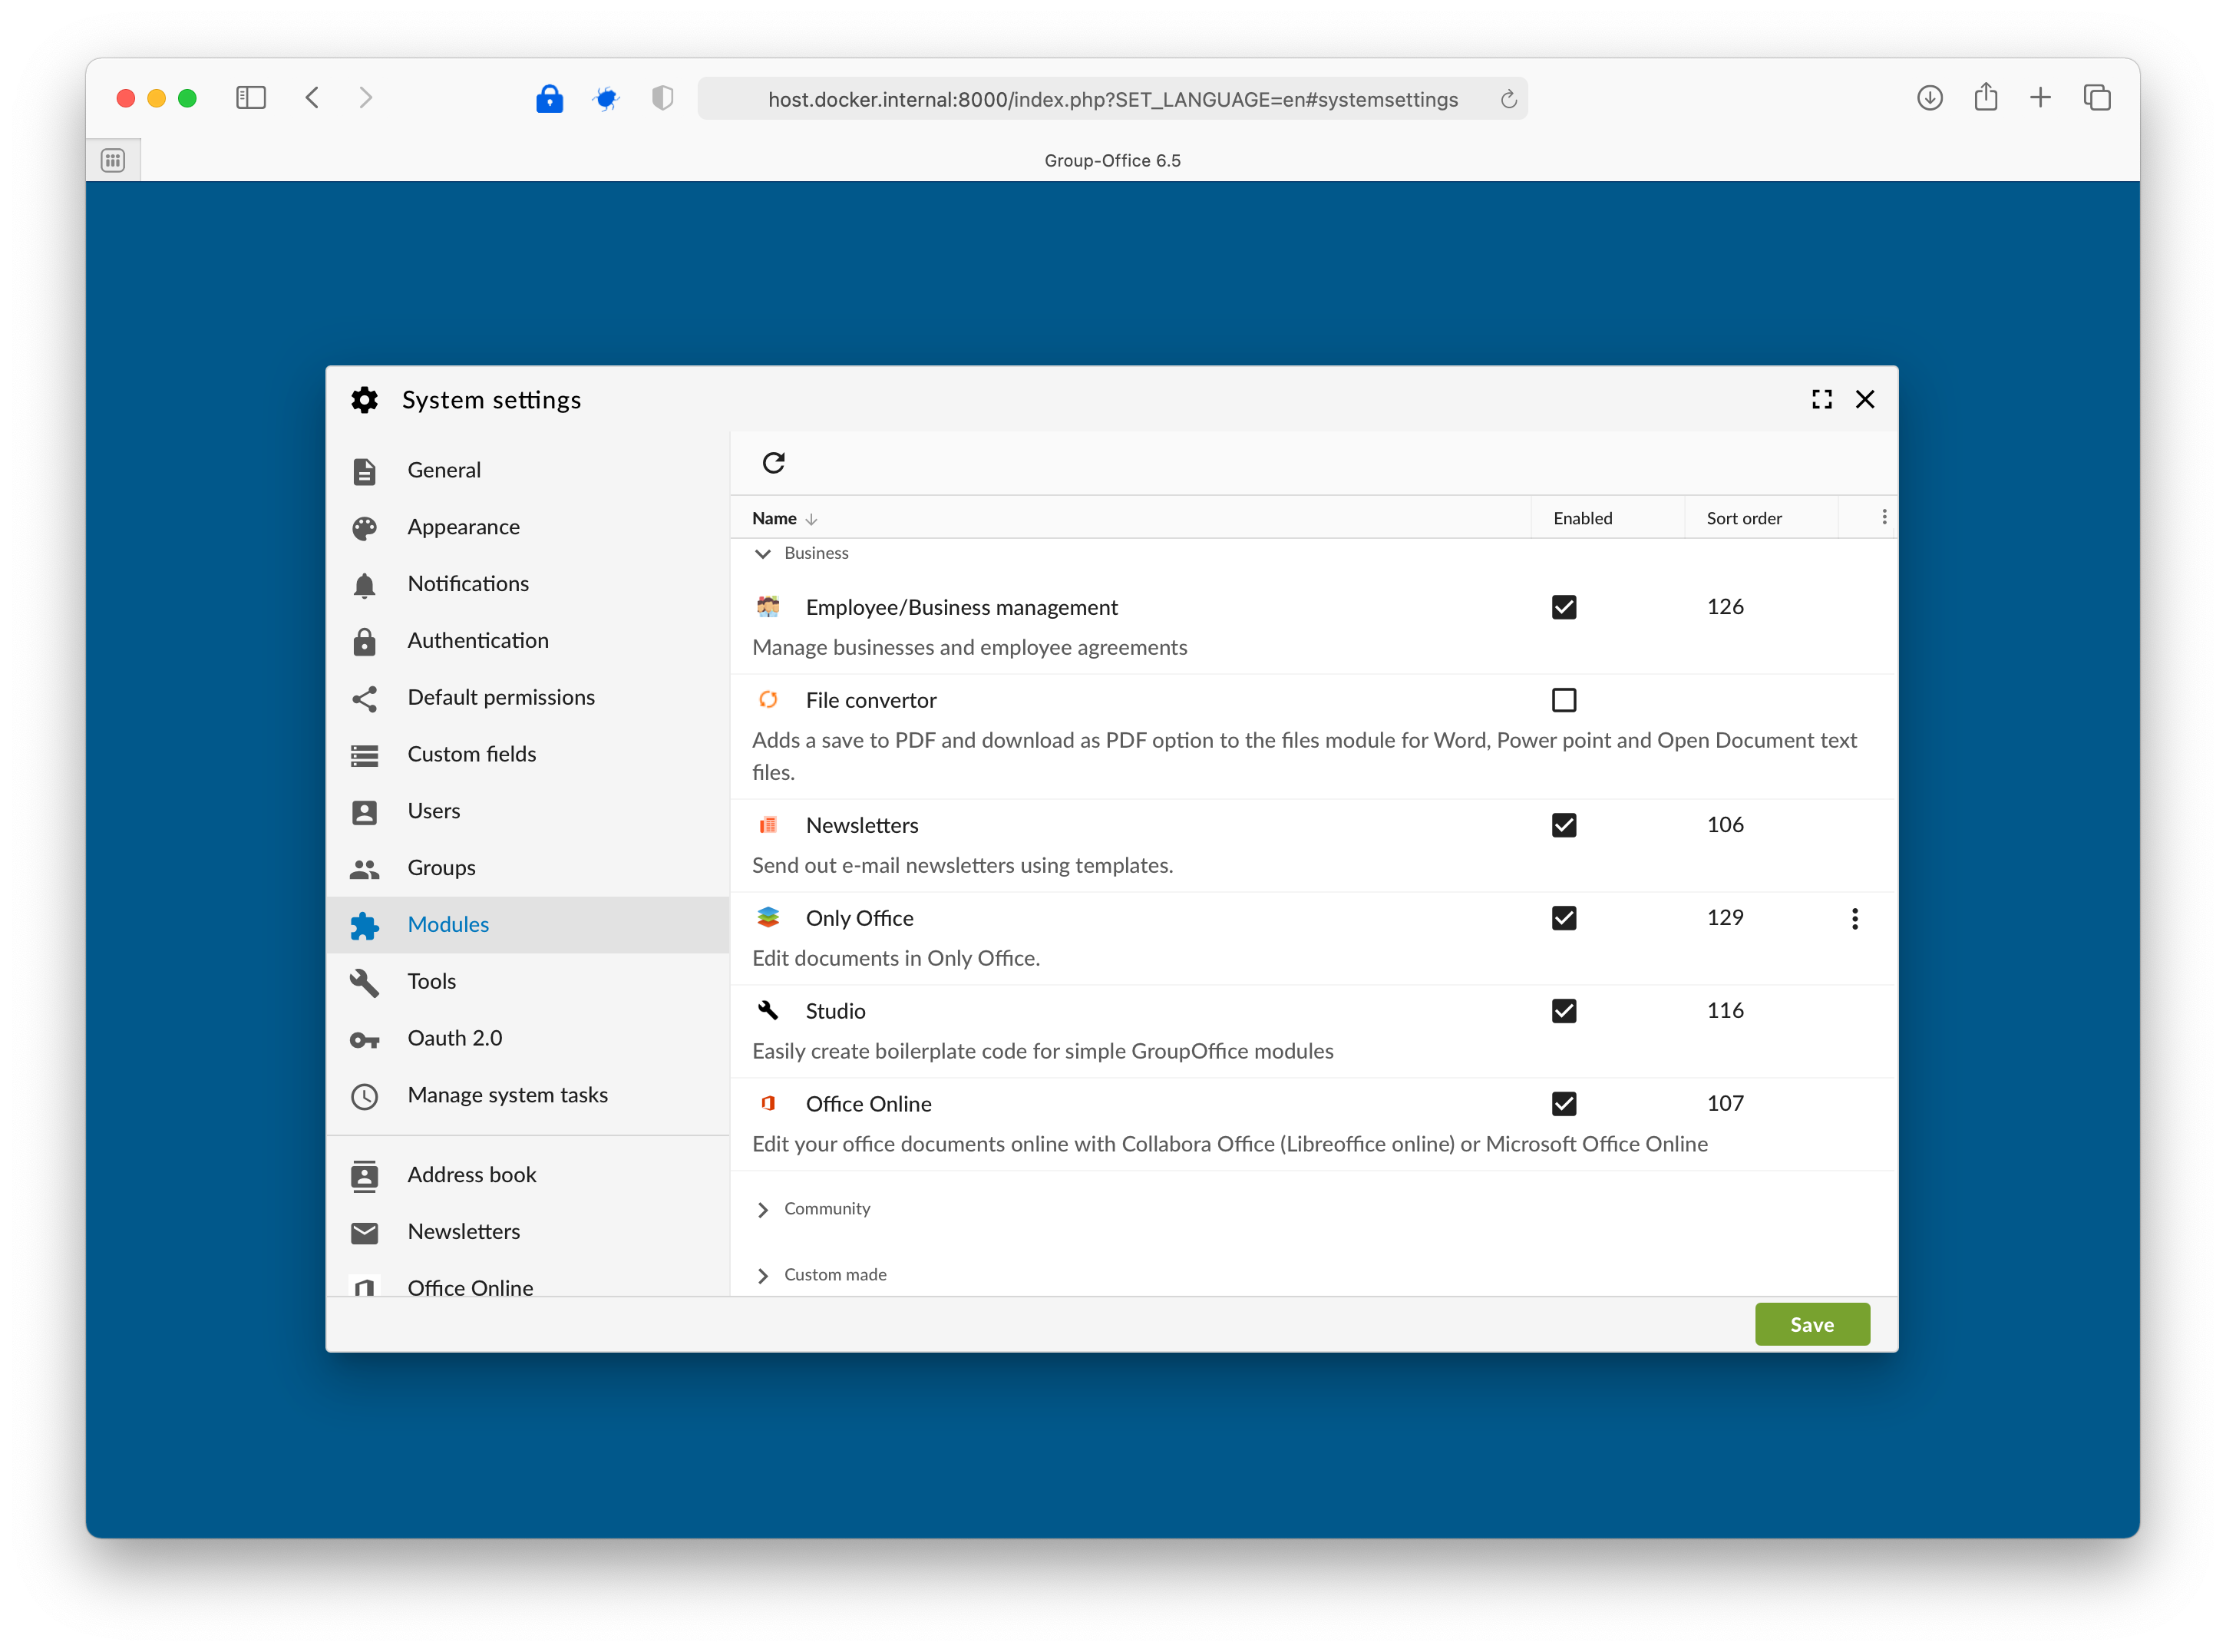 host.docker.internal:8000/index.php?SET_LANGUAGE=en#systemsettings
Group-Office 6.5
System settings
General
Appearance
Notifications
Authentication
Default permissions
Custom fields
Users
Groups
Modules
Tools
Oauth 2.0
Manage system tasks
Address book
Newsletters
Office Online
Name Enabled Sort order
Business
Employee/Business management 126
Manage businesses and employee agreements
File convertor
Adds a save to PDF and download as PDF option to the files module for Word, Power point and Open Document text
files.
Newsletters 106
Send out e-mail newsletters using templates.
Only Office 129
Edit documents in Only Office.
Studio 116
Easily create boilerplate code for simple GroupOffice modules
Office Online 107
Edit your office documents online with Collabora Office (Libreoffice online) or Microsoft Office Online
Community
Custom made
Save